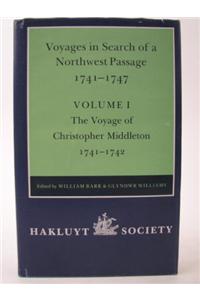 Voyages in Search of a
Northwest Passage
1741–1747
VOLUME I
The Voyage of
Christopher Middleton
1741–1742
Edited by WILLIAM BARR & GLYNDWR WILLIAMS
HAKLUYT SOCIETY